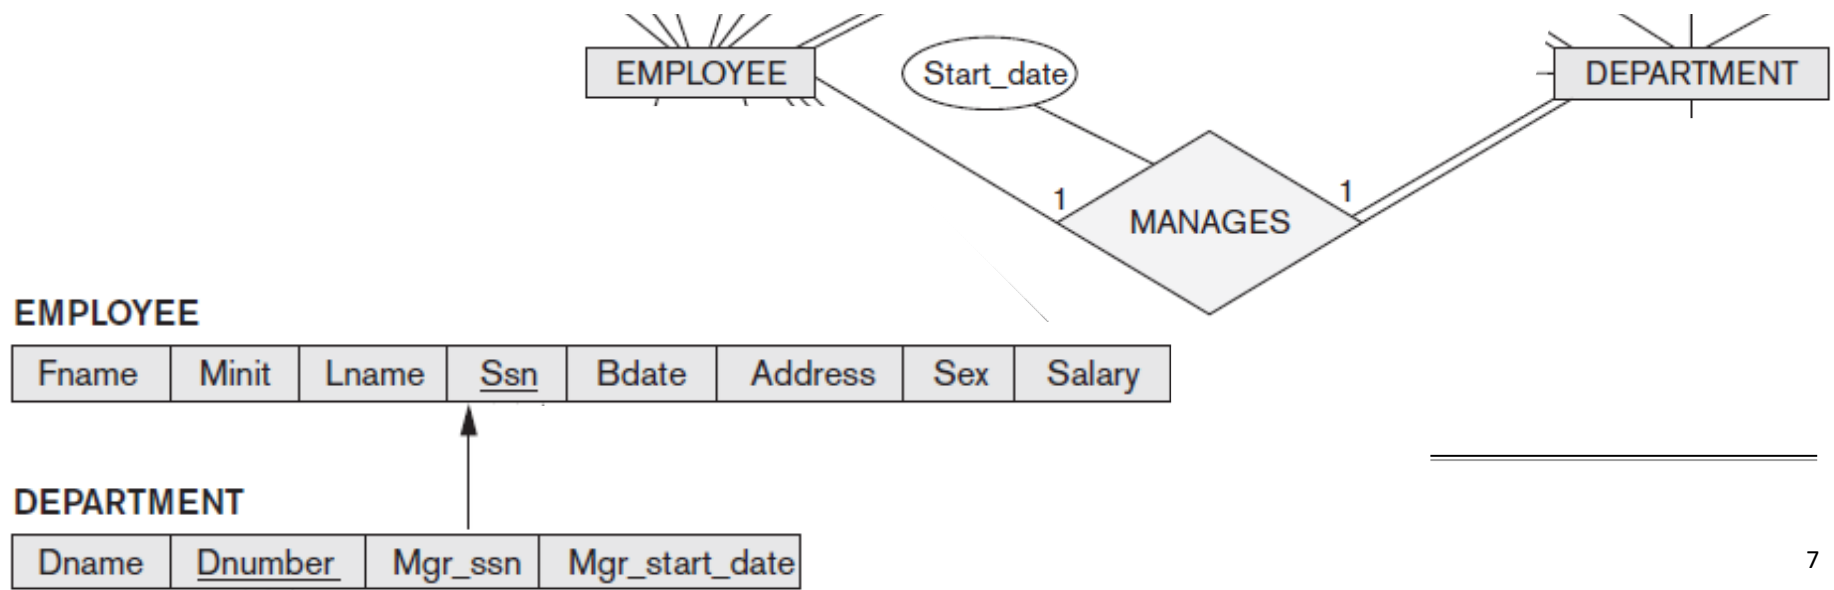 EMPLOYEE
Start_date
DEPARTMENT
1
1
MANAGES
EMPLOYEE
Fname Minit Lname Ssn Bdate Address Sex Salary
DEPARTMENT
Dname Dnumber Mgr_ssn Mgr_start_date
7